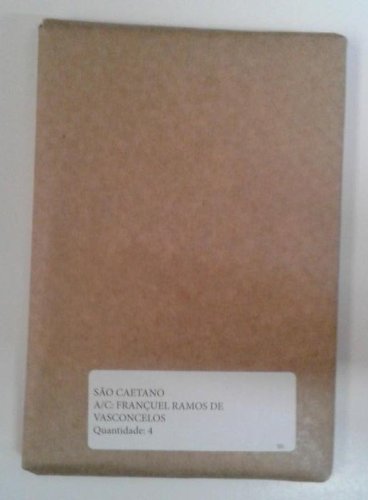 SÃO CAETANO
A/C: FRANÇUEL RAMOS DE
VASCONCELOS
Quantidade: 4